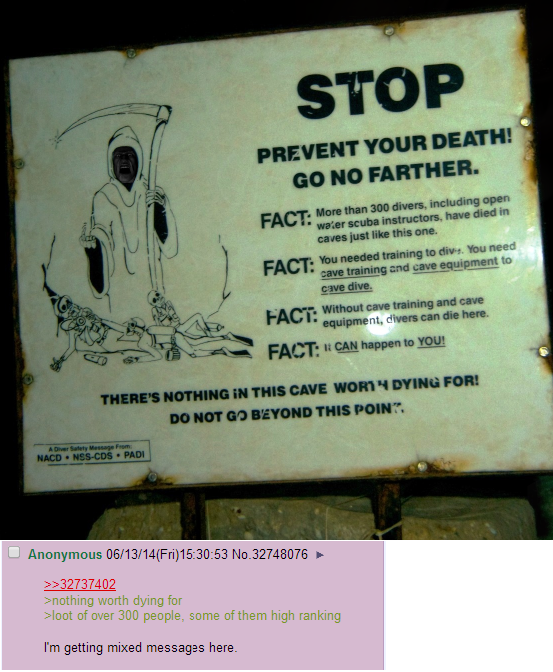 STOP
PREVENT YOUR DEATH!
GO NO FARTHER.
FACT: More than 300 divers, including open
water scuba instructors, have died in
caves just like this one.
FACT: You needed training to dive. You need
cave training and cave equipment to
cave dive.
FACT: Without cave training and cave
equipment, divers can die here.
FACT: It CAN happen to YOU!
THERE'S NOTHING IN THIS CAVE WORTH DYING FOR!
DO NOT GO BEYOND THIS POINT.
A Diver Safety Message From:
NACD • NSS-CDS • PADI
Anonymous 06/13/14(Fri)15:30:53 No.32748076 ►
>>32737402
>nothing worth dying for
>loot of over 300 people, some of them high ranking
I'm getting mixed messages here.